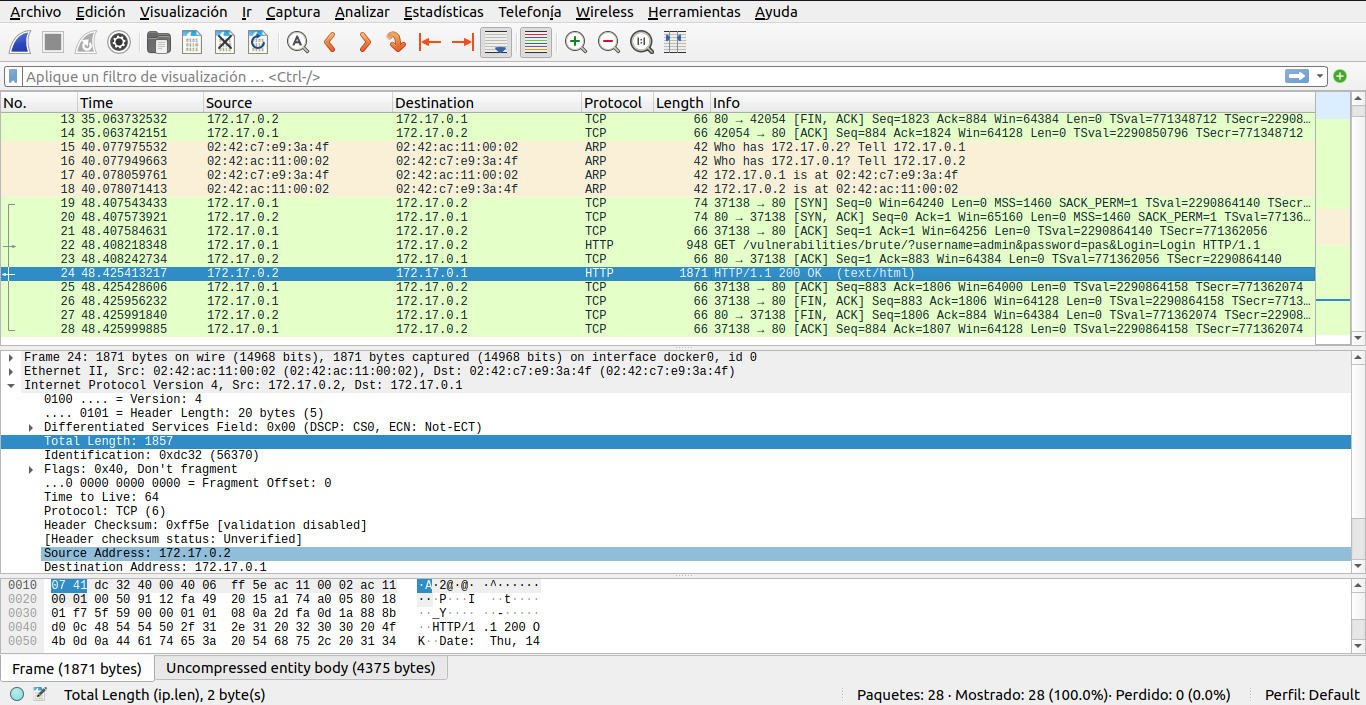 Archivo Edición Visualización Ir Captura Analizar Estadísticas Telefonía Wireless Herramientas Ayuda
Aplique un filtro de visualización … <Ctrl-/>
No. Time Source Destination Protocol Length Info
13 35.063732532 172.17.0.2 172.17.0.1 TCP 66 80 → 42054 [FIN, ACK] Seq=1823 Ack=884 Win=64384 Len=0 TSval=771348712 TSecr=22908…
14 35.063742151 172.17.0.1 172.17.0.2 TCP 66 42054 → 80 [ACK] Seq=884 Ack=1824 Win=64128 Len=0 TSval=2290850796 TSecr=771348712
15 40.077975532 02:42:c7:e9:3a:4f 02:42:ac:11:00:02 ARP 42 Who has 172.17.0.2? Tell 172.17.0.1
16 40.077949663 02:42:ac:11:00:02 02:42:c7:e9:3a:4f ARP 42 Who has 172.17.0.1? Tell 172.17.0.2
17 40.078059761 02:42:c7:e9:3a:4f 02:42:ac:11:00:02 ARP 42 172.17.0.1 is at 02:42:c7:e9:3a:4f
18 40.078071413 02:42:ac:11:00:02 02:42:c7:e9:3a:4f ARP 42 172.17.0.2 is at 02:42:ac:11:00:02
19 48.407543433 172.17.0.1 172.17.0.2 TCP 74 37138 → 80 [SYN] Seq=0 Win=64240 Len=0 MSS=1460 SACK_PERM=1 TSval=2290864140 TSecr…
20 48.407573921 172.17.0.2 172.17.0.1 TCP 74 80 → 37138 [SYN, ACK] Seq=0 Ack=1 Win=65160 Len=0 MSS=1460 SACK_PERM=1 TSval=77136…
21 48.407584631 172.17.0.1 172.17.0.2 TCP 66 37138 → 80 [ACK] Seq=1 Ack=1 Win=64256 Len=0 TSval=2290864140 TSecr=771362056
22 48.408218348 172.17.0.1 172.17.0.2 HTTP 948 GET /vulnerabilities/brute/?username=admin&password=pas&Login=Login HTTP/1.1
23 48.408242734 172.17.0.2 172.17.0.1 TCP 66 80 → 37138 [ACK] Seq=1 Ack=883 Win=64384 Len=0 TSval=771362056 TSecr=2290864140
24 48.425413217 172.17.0.2 172.17.0.1 HTTP 1871 HTTP/1.1 200 OK (text/html)
25 48.425428606 172.17.0.1 172.17.0.2 TCP 66 37138 → 80 [ACK] Seq=883 Ack=1806 Win=64000 Len=0 TSval=2290864158 TSecr=771362074
26 48.425956232 172.17.0.1 172.17.0.2 TCP 66 37138 → 80 [FIN, ACK] Seq=883 Ack=1806 Win=64128 Len=0 TSval=2290864158 TSecr=7713…
27 48.425991840 172.17.0.2 172.17.0.1 TCP 66 80 → 37138 [FIN, ACK] Seq=1806 Ack=884 Win=64384 Len=0 TSval=771362074 TSecr=22908…
28 48.425999885 172.17.0.1 172.17.0.2 TCP 66 37138 → 80 [ACK] Seq=884 Ack=1807 Win=64128 Len=0 TSval=2290864158 TSecr=771362074
Frame 24: 1871 bytes on wire (14968 bits), 1871 bytes captured (14968 bits) on interface docker0, id 0
Ethernet II, Src: 02:42:ac:11:00:02 (02:42:ac:11:00:02), Dst: 02:42:c7:e9:3a:4f (02:42:c7:e9:3a:4f)
Internet Protocol Version 4, Src: 172.17.0.2, Dst: 172.17.0.1
0100 .... = Version: 4
.... 0101 = Header Length: 20 bytes (5)
Differentiated Services Field: 0x00 (DSCP: CS0, ECN: Not-ECT)
Total Length: 1857
Identification: 0xdc32 (56370)
Flags: 0x40, Don't fragment
...0 0000 0000 0000 = Fragment Offset: 0
Time to Live: 64
Protocol: TCP (6)
Header Checksum: 0xff5e [validation disabled]
[Header checksum status: Unverified]
Source Address: 172.17.0.2
Destination Address: 172.17.0.1
0010 07 41 dc 32 40 00 40 06 ff 5e ac 11 00 02 ac 11 ·A·2@·@· ·^······
0020 00 01 00 50 91 12 fa 49 20 15 a1 74 a0 05 80 18 ···P···I ··t····
0030 01 f7 5f 59 00 00 01 01 08 0a 2d fa 0d 1a 88 8b ··_Y···· ··-·····
0040 d0 0c 48 54 54 50 2f 31 2e 31 20 32 30 30 20 4f ··HTTP/1 .1 200 O
0050 4b 0d 0a 44 61 74 65 3a 20 54 68 75 2c 20 31 34 K··Date: Thu, 14
Frame (1871 bytes) Uncompressed entity body (4375 bytes)
Total Length (ip.len), 2 byte(s) Paquetes: 28 · Mostrado: 28 (100.0%)· Perdido: 0 (0.0%) Perfil: Default